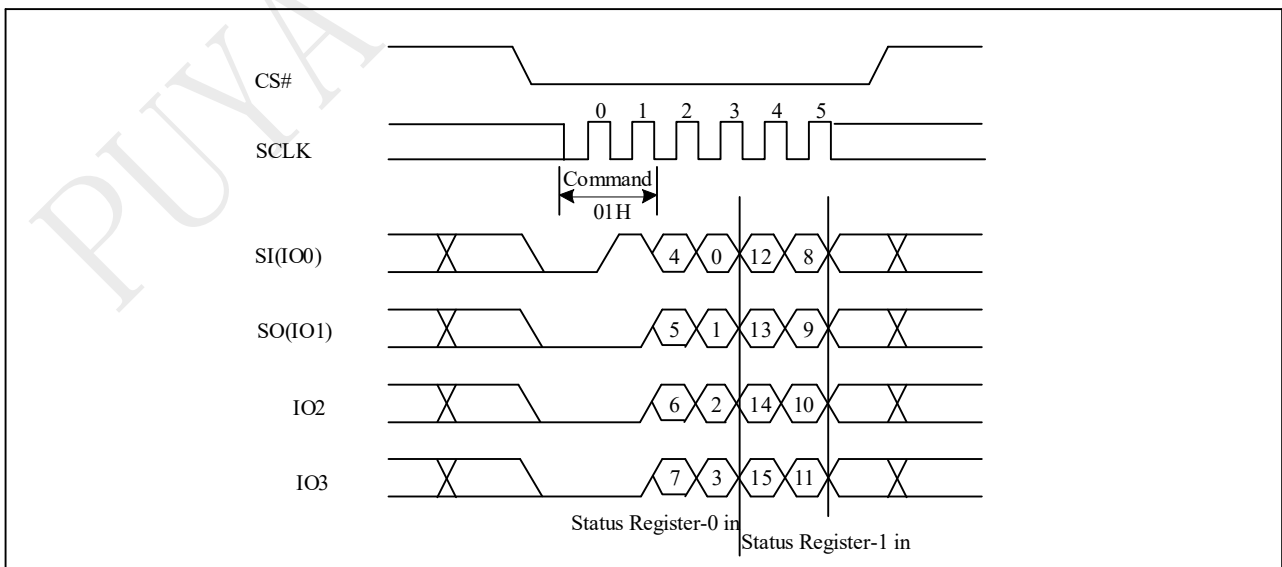 PUYA
CS#
0 1 2 3 4 5
SCLK
Command
01H
SI(IO0) 4 0 12 8
SO(IO1) 5 1 13 9
IO2 6 2 14 10
IO3 7 3 15 11
Status Register-0 in
Status Register-1 in